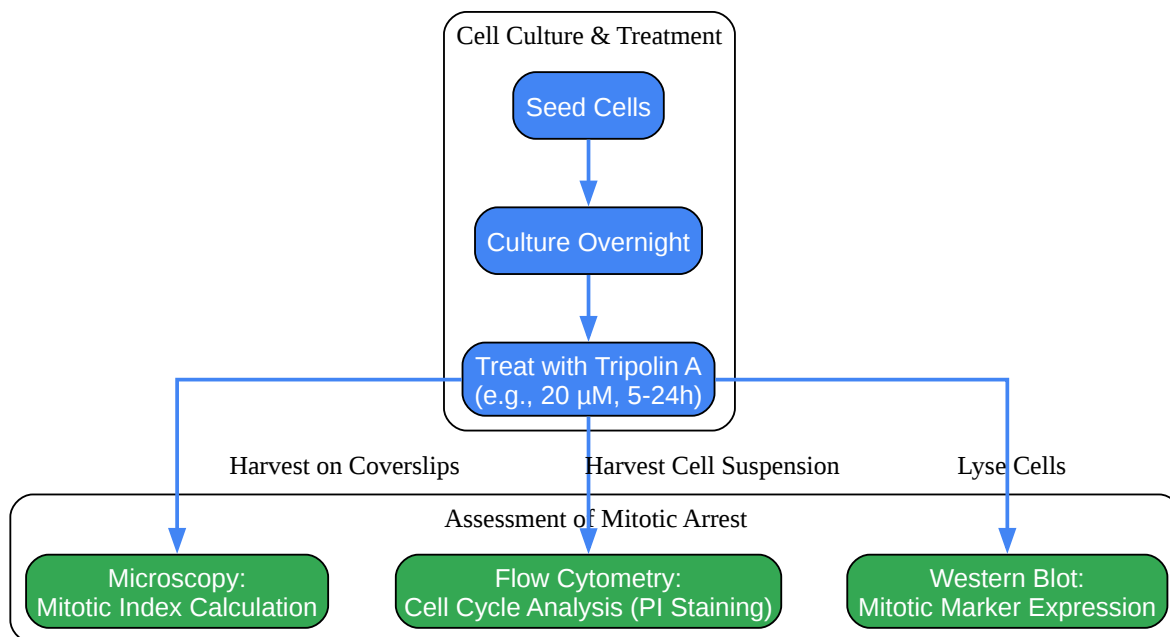 Cell Culture & Treatment
Seed Cells
Culture Overnight
Treat with Tripolin A
(e.g., 20 µM, 5-24h)
Harvest on Coverslips
Harvest Cell Suspension
Lyse Cells
Assessment of Mitotic Arrest
Microscopy:
Mitotic Index Calculation
Flow Cytometry:
Cell Cycle Analysis (PI Staining)
Western Blot:
Mitotic Marker Expression